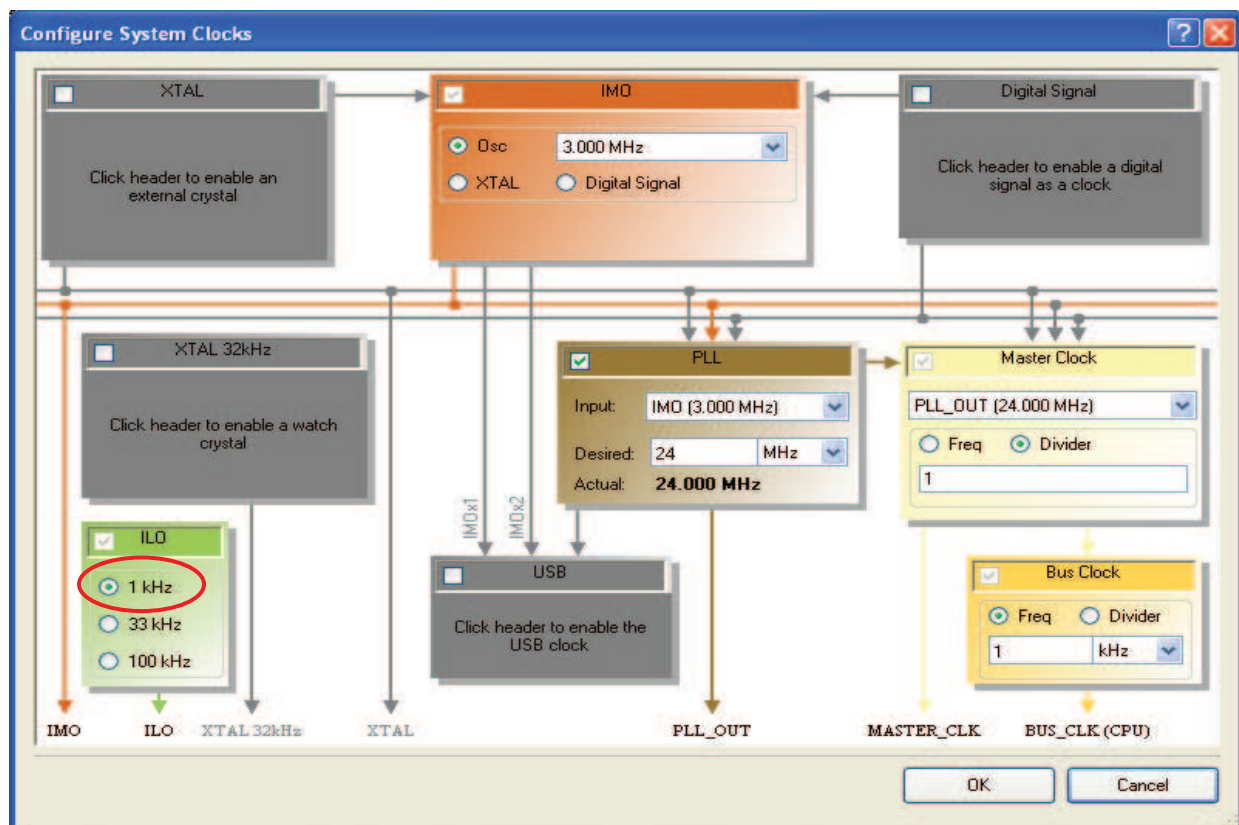 Configure System Clocks
XTAL
Click header to enable an
external crystal
IMO
Osc
3.000 MHz
XTAL
Digital Signal
Digital Signal
Click header to enable a digital
signal as a clock
XTAL 32kHz
Click header to enable a watch
crystal
PLL
Input:
IMO (3.000 MHz)
Desired:
24
MHz
Actual:
24.000 MHz
Master Clock
PLL_OUT (24.000 MHz)
Freq
Divider
1
IMOx1
IMOx2
ILO
1 kHz
33 kHz
100 kHz
USB
Click header to enable the
USB clock
Bus Clock
Freq
Divider
1
kHz
IMO
ILO
XTAL 32kHz
XTAL
PLL_OUT
MASTER_CLK
BUS_CLK (CPU)
OK
Cancel